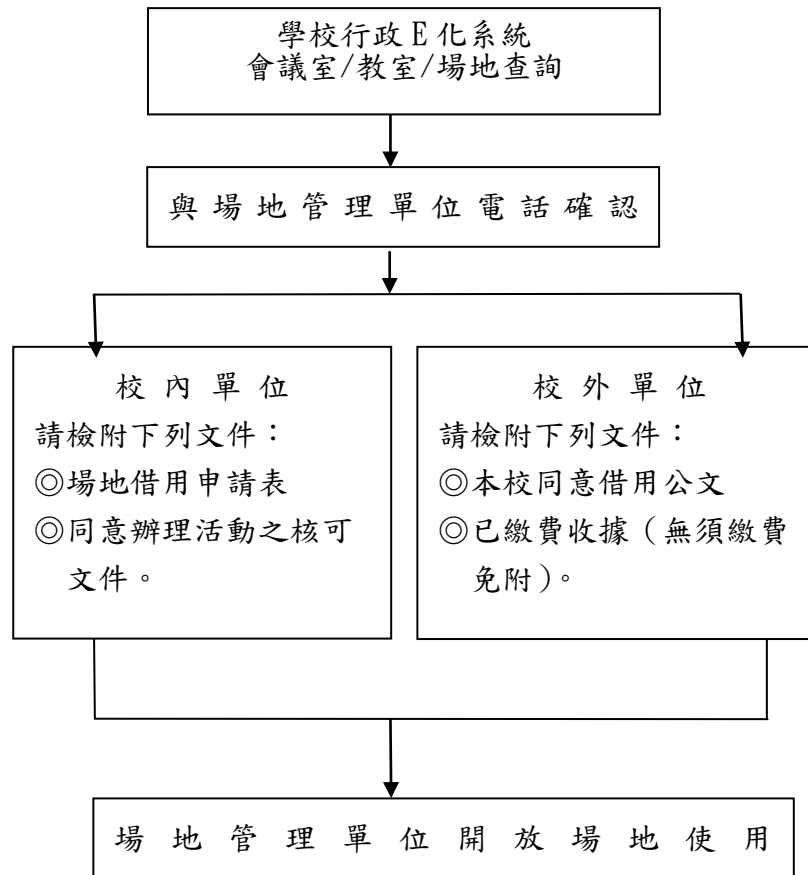 學校行政E化系統
會議室/教室/場地查詢
與場地管理單位電話確認
校內單位
請檢附下列文件：
◎場地借用申請表
◎同意辦理活動之核可
文件。
校外單位
請檢附下列文件：
◎本校同意借用公文
◎已繳費收據（無須繳費
免附）。
場地管理單位開放場地使用